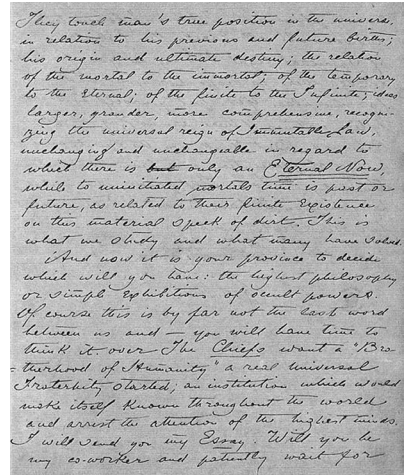 They touch man's true position in the universe,
in relation to his previous and future births;
his origin and ultimate destiny; the relation
of the mortal to the immortal; of the temporary
to the Eternal; of the finite to the Infinite; ideas
larger, grander, more comprehensive, recogni-
zing the universal reign of Immutable Law,
unchanging and unchangeable in regard to
which there is but only an Eternal Now,
while to uninitiated mortals time is past or
future, as related to their finite existence
on this material speck of dirt. This is
what we study and what many have solved.
And now it is your province to decide
which will you have: the highest philosophy
or simple exhibitions of occult powers.
Of course this is by far not the last word
between us and — you will have time to
think it over. The Chiefs want a "Bro-
-therhood of Humanity," a real Universal
Fraternity started; an institution which would
make itself known throughout the world
and arrest the attention of the highest minds.
I will send you my Essay. Will you be
my co-worker and patiently wait for